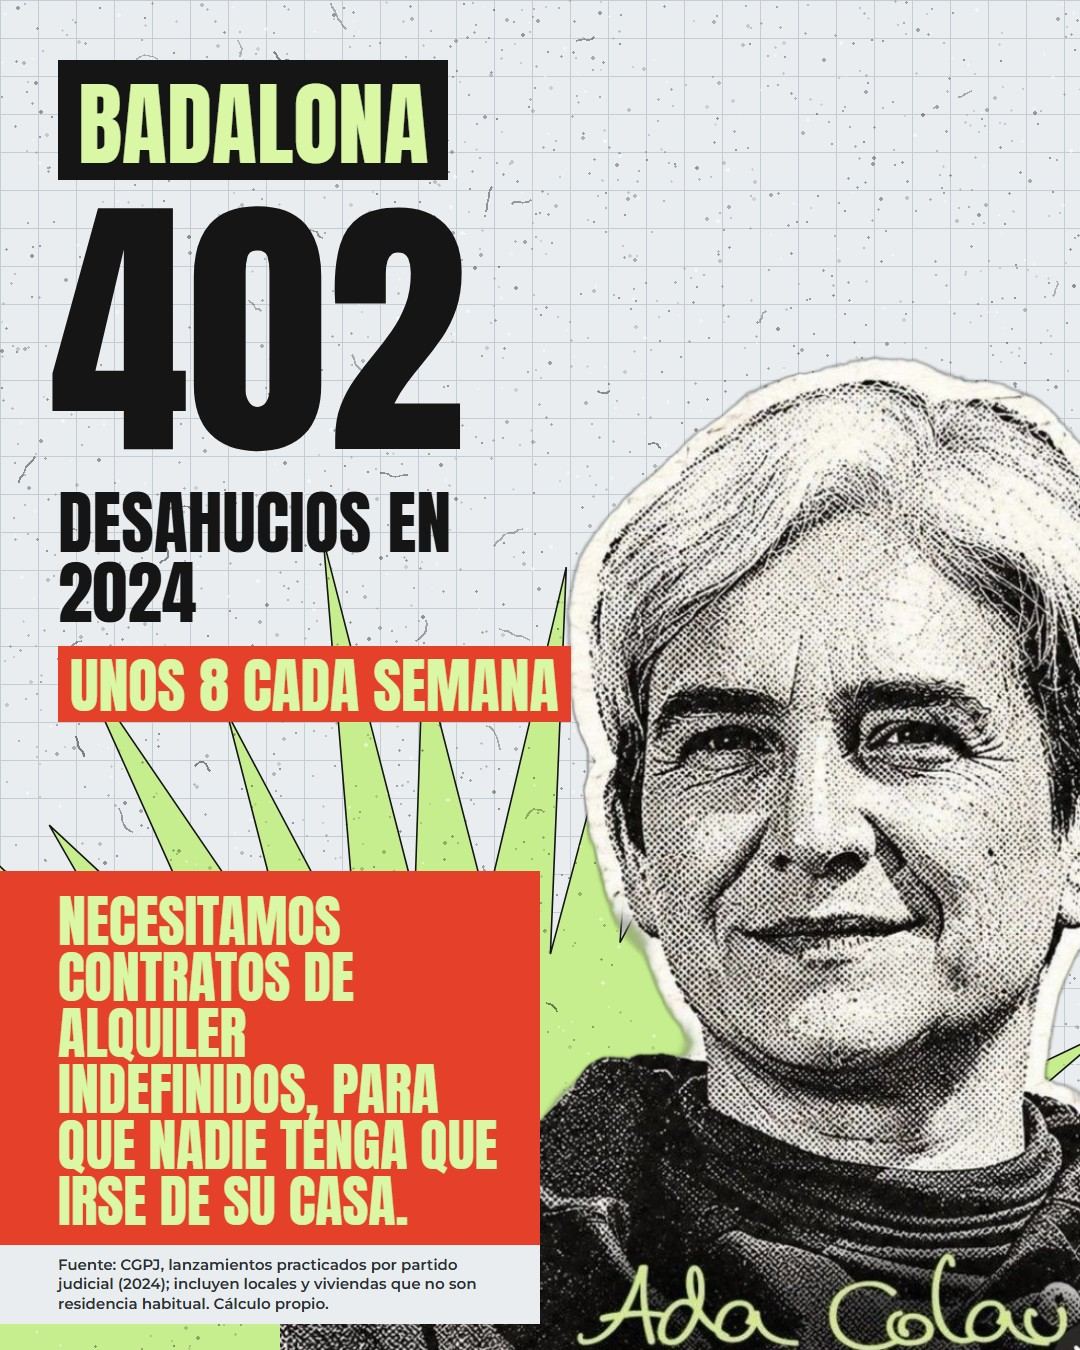 BADALONA
402
DESAHUCIOS EN
2024
UNOS 8 CADA SEMANA
NECESITAMOS
CONTRATOS DE
ALQUILER
INDEFINIDOS, PARA
QUE NADIE TENGA QUE
IRSE DE SU CASA.
Fuente: CGPJ, lanzamientos practicados por partido
judicial (2024); incluyen locales y viviendas que no son
residencia habitual. Cálculo propio.
Ada Colau